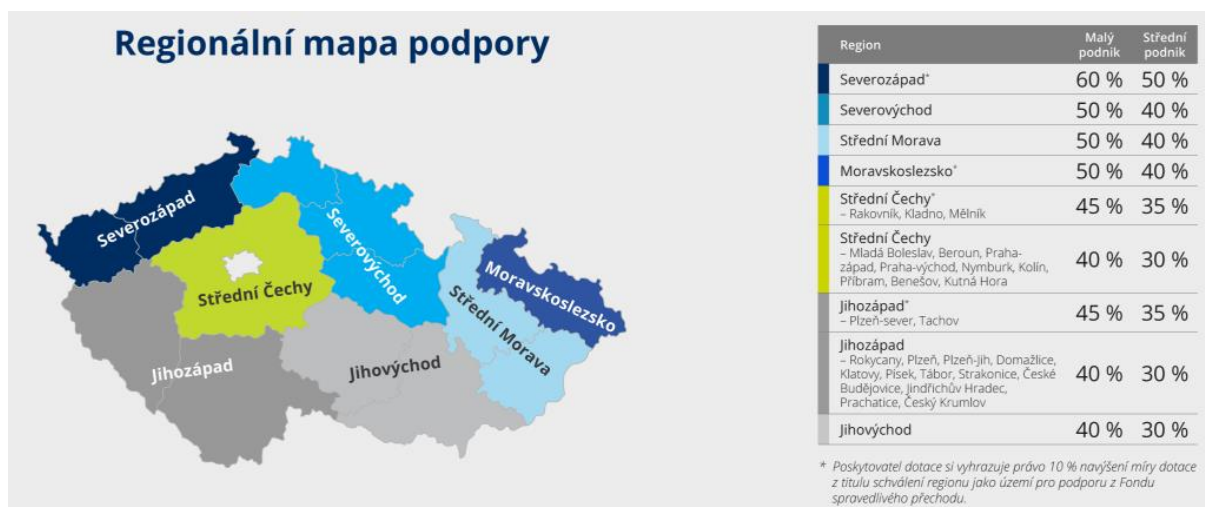 Regionální mapa podpory
Severozápad
Severovýchod
Střední Čechy
Moravskoslezsko
Střední Morava
Jihozápad
Jihovýchod
Region Malý podnik Střední podnik
Severozápad* 60 % 50 %
Severovýchod 50 % 40 %
Střední Morava 50 % 40 %
Moravskoslezsko* 50 % 40 %
Střední Čechy*
– Rakovník, Kladno, Mělník 45 % 35 %
Střední Čechy
– Mladá Boleslav, Beroun, Praha-
západ, Praha-východ, Nymburk, Kolín, 40 % 30 %
Příbram, Benešov, Kutná Hora
Jihozápad*
– Plzeň-sever, Tachov 45 % 35 %
Jihozápad
– Rokycany, Plzeň, Plzeň-Jih, Domažlice,
Klatovy, Písek, Tábor, Strakonice, České 40 % 30 %
Budějovice, Jindřichův Hradec,
Prachatice, Český Krumlov
Jihovýchod 40 % 30 %
* Poskytovatel dotace si vyhrazuje právo 10 % navýšení míry dotace
z titulu schválení regionu jako území pro podporu z Fondu
spravedlivého přechodu.